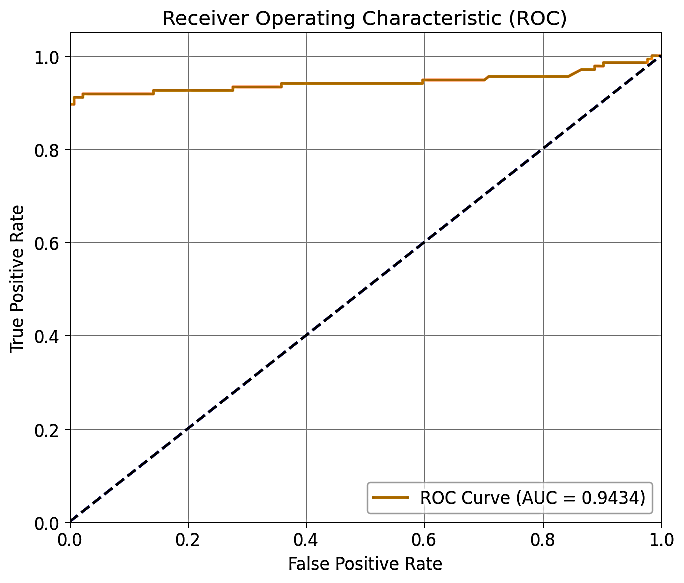 Receiver Operating Characteristic (ROC)
True Positive Rate
1.0
0.8
0.6
0.4
0.2
0.0
0.0 0.2 0.4 0.6 0.8 1.0
False Positive Rate
ROC Curve (AUC = 0.9434)